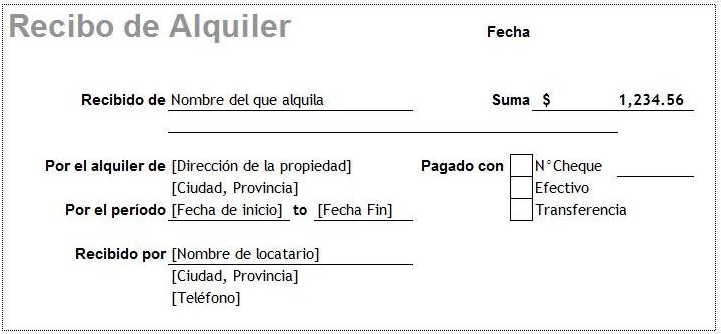 Recibo de Alquiler Fecha
Recibido de Nombre del que alquila Suma $ 1,234.56
Por el alquiler de [Dirección de la propiedad] Pagado con N°Cheque
[Ciudad, Provincia] Efectivo
Por el período [Fecha de inicio] to [Fecha Fin] Transferencia
Recibido por [Nombre de locatario]
[Ciudad, Provincia]
[Teléfono]